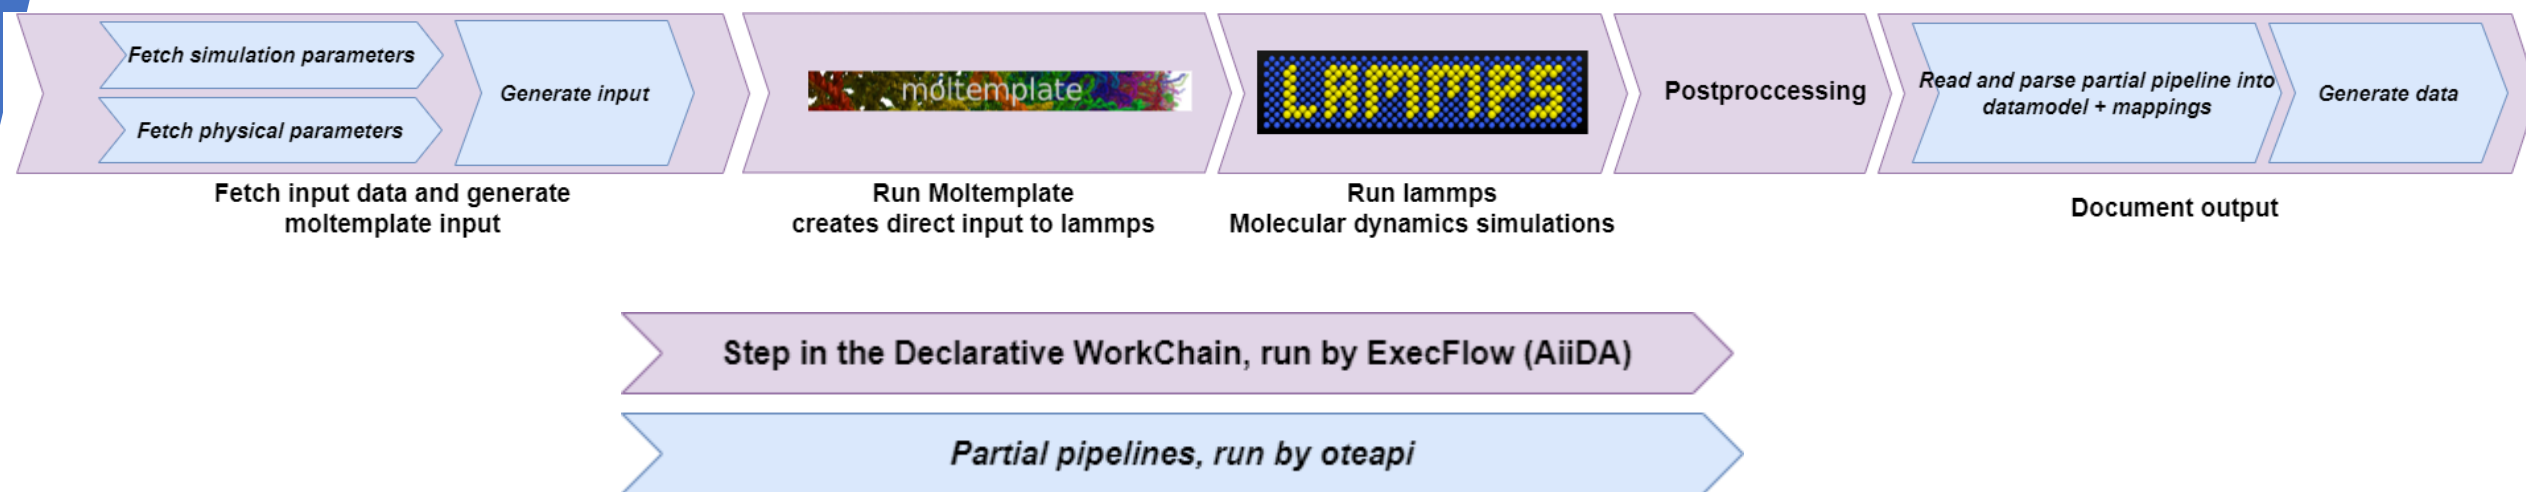 Fetch simulation parameters
Fetch physical parameters
Generate input
moltemplate
LAMMPS
Postproccessing
Read and parse partial pipeline into
datamodel + mappings
Generate data
Fetch input data and generate
moltemplate input
Run Moltemplate
creates direct input to lammps
Run lammps
Molecular dynamics simulations
Document output
Step in the Declarative WorkChain, run by ExecFlow (AiiDA)
Partial pipelines, run by oteapi